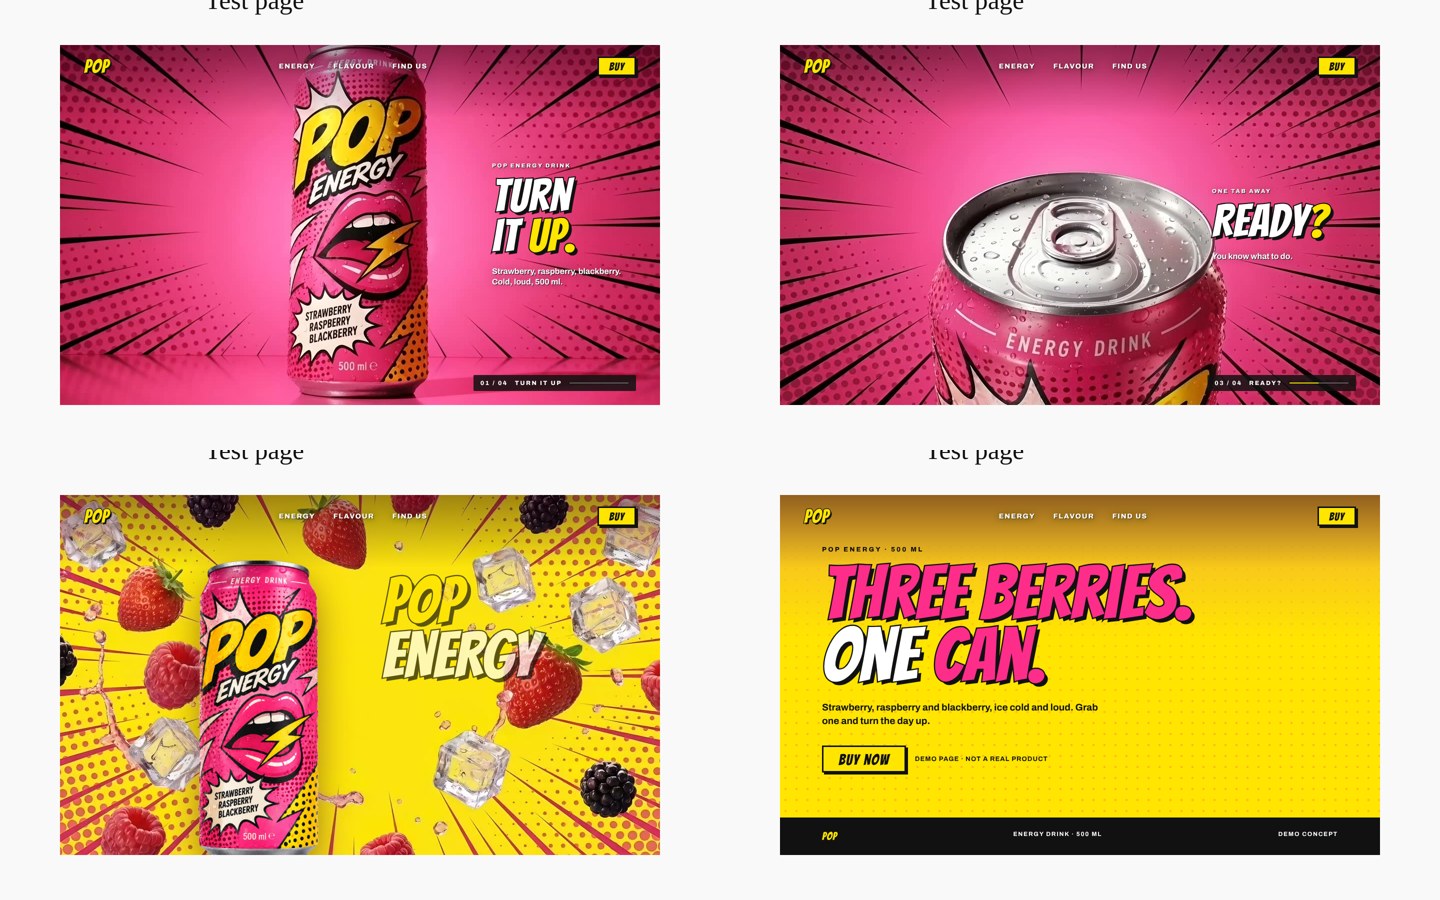 Test page
POP
ENERGY FLAVOUR FIND US
BUY
POP
ENERGY
STRAWBERRY
RASPBERRY
BLACKBERRY
500 ml ℮
POP ENERGY DRINK
TURN
IT UP.
Strawberry, raspberry, blackberry.
Cold, loud, 500 ml.
01 / 04 TURN IT UP
Test page
POP
ENERGY FLAVOUR FIND US
BUY
ENERGY DRINK
ONE TAB AWAY
READY?
You know what to do.
03 / 04 READY?
Test page
POP
ENERGY FLAVOUR FIND US
BUY
ENERGY DRINK
POP
ENERGY
STRAWBERRY
RASPBERRY
BLACKBERRY
500 ml
POP
ENERGY
Test page
POP
ENERGY FLAVOUR FIND US
BUY
POP ENERGY · 500 ML
THREE BERRIES.
ONE CAN.
Strawberry, raspberry and blackberry, ice cold and loud. Grab
one and turn the day up.
BUY NOW
DEMO PAGE · NOT A REAL PRODUCT
POP
ENERGY DRINK · 500 ML
DEMO CONCEPT